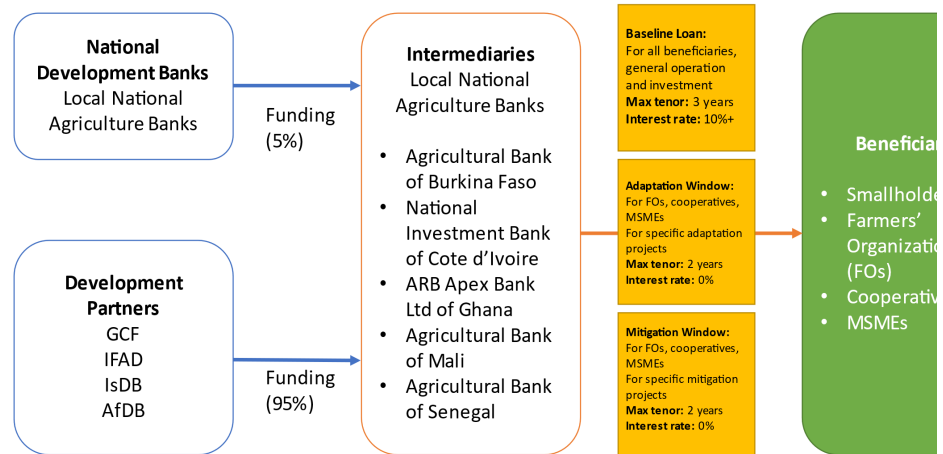 National
Development Banks
Local National
Agriculture Banks
Funding
(5%)
Development
Partners
GCF
IFAD
IsDB
AfDB
Funding
(95%)
Intermediaries
Local National
Agriculture Banks
• Agricultural Bank
of Burkina Faso
• National
Investment Bank
of Cote d’Ivoire
• ARB Apex Bank
Ltd of Ghana
• Agricultural Bank
of Mali
• Agricultural Bank
of Senegal
Baseline Loan:
For all beneficiaries,
general operation
and investment
Max tenor: 3 years
Interest rate: 10%+
Adaptation Window:
For FOs, cooperatives,
MSMEs
For specific adaptation
projects
Max tenor: 2 years
Interest rate: 0%
Mitigation Window:
For FOs, cooperatives,
MSMEs
For specific mitigation
projects
Max tenor: 2 years
Interest rate: 0%
• Farmers’
(FOs)
• MSMEs